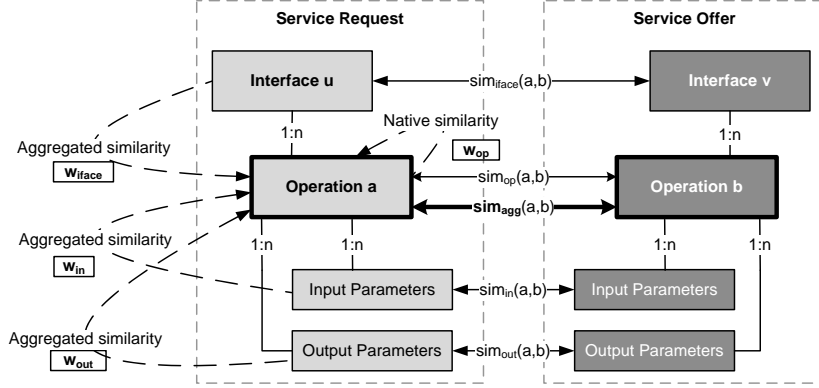 Service Request
Service Offer
Interface u
sim_iface(a,b)
Interface v
1:n
Native similarity
1:n
Aggregated similarity
w_iface
w_op
Operation a
sim_op(a,b)
Operation b
sim_agg(a,b)
Aggregated similarity
w_in
1:n
1:n
1:n
1:n
Input Parameters
sim_in(a,b)
Input Parameters
Aggregated similarity
w_out
Output Parameters
sim_out(a,b)
Output Parameters